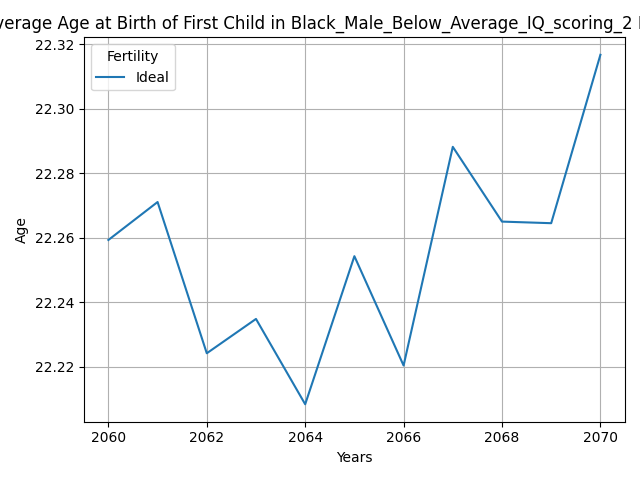 verage Age at Birth of First Child in Black_Male_Below_Average_IQ_scoring_2
Fertility
Ideal
22.32
22.30
22.28
22.26
22.24
22.22
Age
2060 2062 2064 2066 2068 2070
Years